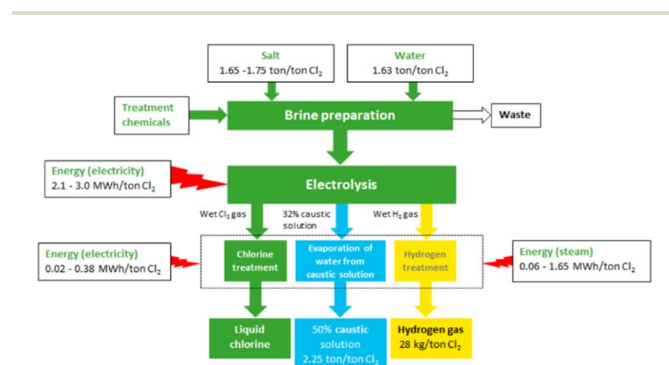 Salt
1.65 -1.75 ton/ton Cl₂
Water
1.63 ton/ton Cl₂
Treatment
chemicals
Brine preparation
Waste
Energy (electricity)
2.1 - 3.0 MWh/ton Cl₂
Electrolysis
Wet Cl₂ gas
32% caustic
solution
Wet H₂ gas
Energy (electricity)
0.02 - 0.38 MWh/ton Cl₂
Chlorine
treatment
Evaporation of
water from
caustic solution
Hydrogen
treatment
Energy (steam)
0.06 - 1.65 MWh/ton Cl₂
Liquid
chlorine
50% caustic
solution
2.25 ton/ton Cl₂
Hydrogen gas
28 kg/ton Cl₂